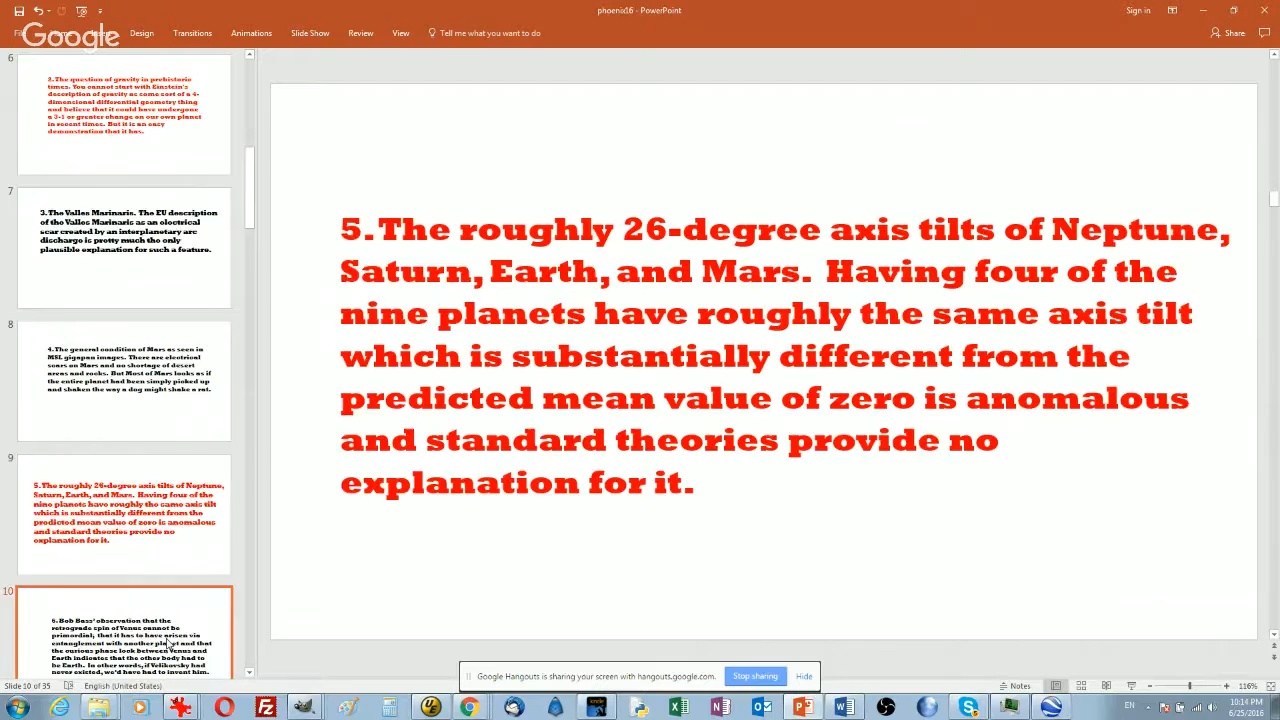 phoenix16 - PowerPoint
Sign in
Google
Design
Transitions
Animations
Slide Show
Review
View
Tell me what you want to do
Share
6
2. The question of gravity in prehistoric
times. You cannot start with Einstein's
description of gravity as some sort of a 4-
dimensional differential geometry thing
and believe that it could have undergone
a 3-1 or greater change on our own planet
in recent times. But it is an easy
demonstration that it has.
7
3. The Valles Marinaris. The EU description
of the Valles Marinaris as an electrical
scar created by an interplanetary arc
discharge is pretty much the only
plausible explanation for such a feature.
8
4. The general condition of Mars as seen in
MSL gigapan images. There are electrical
scars on Mars and no shortage of desert
areas and rocks. But Most of Mars looks as if
the entire planet had been simply picked up
and shaken the way a dog might shake a rat.
9
5. The roughly 26-degree axis tilts of Neptune,
Saturn, Earth, and Mars. Having four of the
nine planets have roughly the same axis tilt
which is substantially different from the
predicted mean value of zero is anomalous
and standard theories provide no
explanation for it.
10
6. Bob Bass' observation that the
retrograde spin of Venus cannot be
primordial; that it has to have arisen via
entanglement with another planet and that
the curious phase lock between Venus and
Earth indicates that the other body had to
be Earth. In other words, if Velikovsky had
never existed, we'd have had to invent him.
5. The roughly 26-degree axis tilts of Neptune,
Saturn, Earth, and Mars. Having four of the
nine planets have roughly the same axis tilt
which is substantially different from the
predicted mean value of zero is anomalous
and standard theories provide no
explanation for it.
Google Hangouts is sharing your screen with hangouts.google.com.
Stop sharing
Hide
Slide 10 of 35
English (United States)
Notes
116%
EN
10:14 PM
6/25/2016